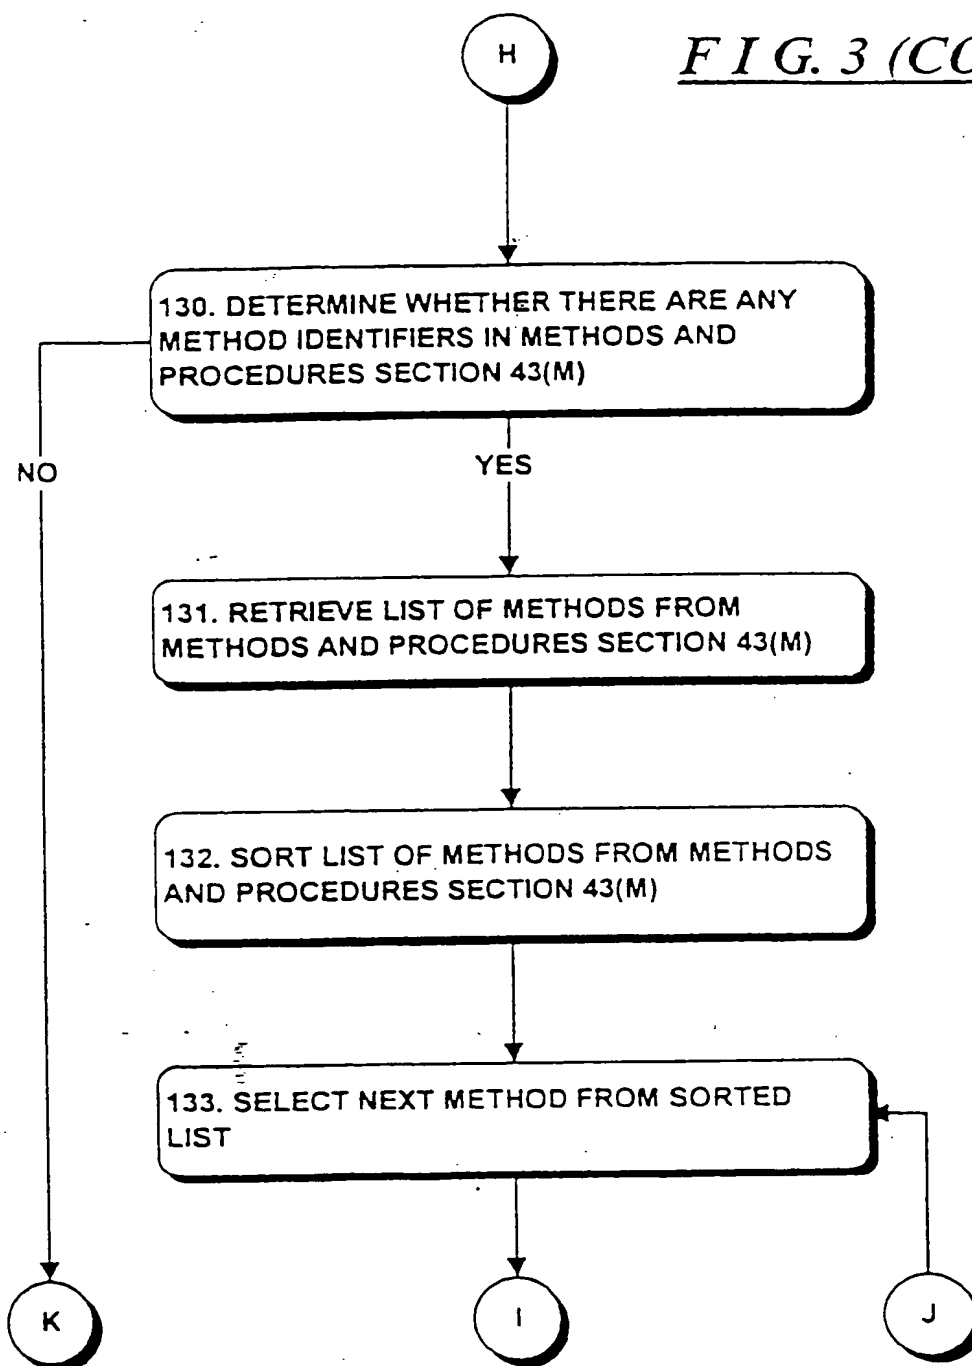 H
FIG. 3 (CO
130. DETERMINE WHETHER THERE ARE ANY
METHOD IDENTIFIERS IN METHODS AND
PROCEDURES SECTION 43(M)
NO
YES
131. RETRIEVE LIST OF METHODS FROM
METHODS AND PROCEDURES SECTION 43(M)
132. SORT LIST OF METHODS FROM METHODS
AND PROCEDURES SECTION 43(M)
133. SELECT NEXT METHOD FROM SORTED
LIST
K
I
J